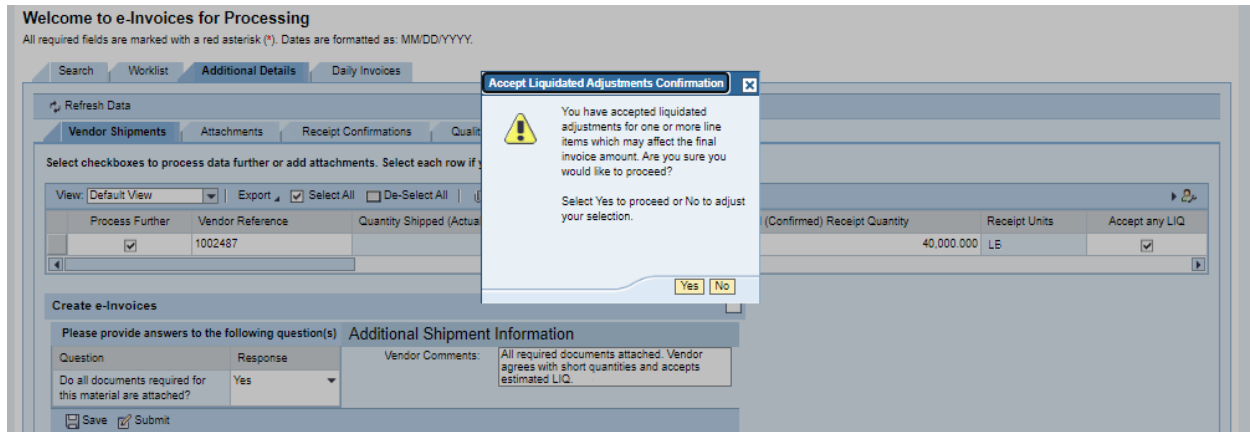 Welcome to e-Invoices for Processing
All required fields are marked with a red asterisk (*). Dates are formatted as: MM/DD/YYYY.
Search Worklist Additional Details Daily Invoices
Accept Liquidated Adjustments Confirmation
You have accepted liquidated
adjustments for one or more line
items which may affect the final
invoice amount. Are you sure you
would like to proceed?
Select Yes to proceed or No to adjust
your selection.
Yes No
Refresh Data
Vendor Shipments Attachments Receipt Confirmations
Select checkboxes to process data further or add attachments. Select each row if
View: Default View Export Select All De-Select All
Process Further Vendor Reference Quantity Shipped (Actua (Confirmed) Receipt Quantity Receipt Units Accept any LIQ
1002487 40,000.000 LB
Create e-Invoices
Please provide answers to the following question(s) Additional Shipment Information
Question Response Vendor Comments: All required documents attached. Vendor
agrees with short quantities and accepts
estimated LIQ.
Do all documents required for Yes
this material are attached?
Save Submit